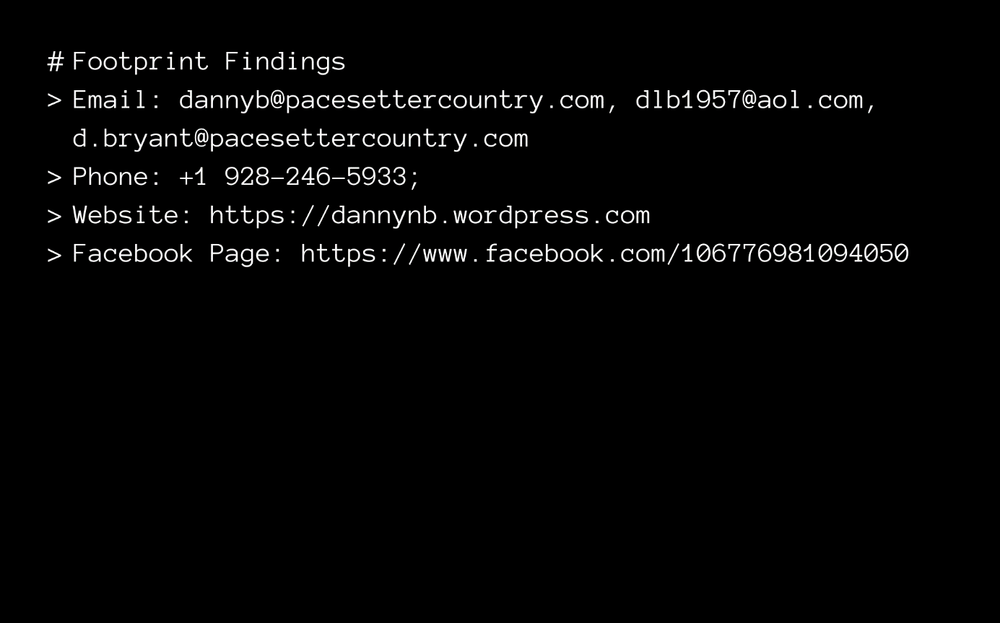 # Footprint Findings
> Email: dannyb@pacesettercountry.com, dlb1957@aol.com,
d.bryant@pacesettercountry.com
> Phone: +1 928-246-5933;
> Website: https://dannynb.wordpress.com
> Facebook Page: https://www.facebook.com/106776981094050